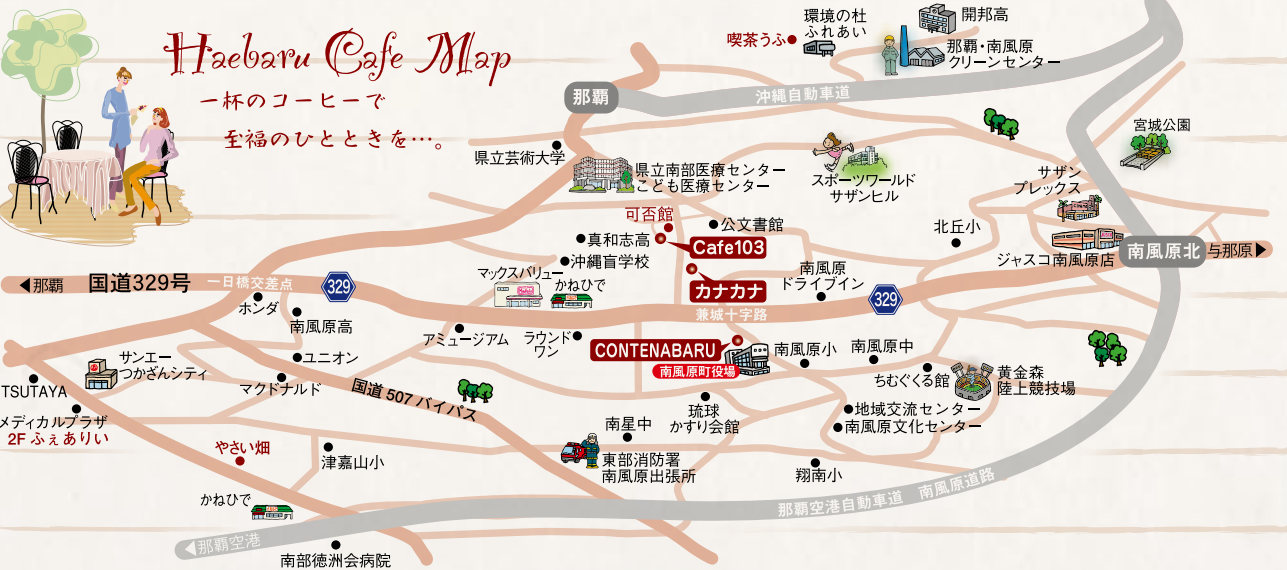 Haebaru Cafe Map
一杯のコーヒーで
至福のひとときを…。
喫茶うふ
環境の杜
ふれあい
開邦高
那覇・南風原
クリーンセンター
那覇
沖縄自動車道
宮城公園
県立芸術大学
県立南部医療センター
こども医療センター
スポーツワールド
サザンヒル
サザン
プレックス
可否館
公文書館
北丘小
真和志高
Cafe103
沖縄盲学校
ジャスコ南風原店
南風原北
与那原
那覇
国道329号
一日橋交差点
329
マックスバリュー
かねひで
カナカナ
南風原
ドライブイン
329
ホンダ
南風原高
兼城十字路
アミュージアム
ラウンド
ワン
CONTENABARU
南風原町役場
南風原小
南風原中
サンエー
つかざんシティ
ユニオン
マクドナルド
国道507バイパス
ちむぐくる館
黄金森
陸上競技場
TSUTAYA
メディカルプラザ
2F ふぇありい
琉球
かすり会館
地域交流センター
南風原文化センター
南星中
やさい畑
津嘉山小
東部消防署
南風原出張所
翔南小
かねひで
那覇空港自動車道 南風原道路
那覇空港
南部徳洲会病院